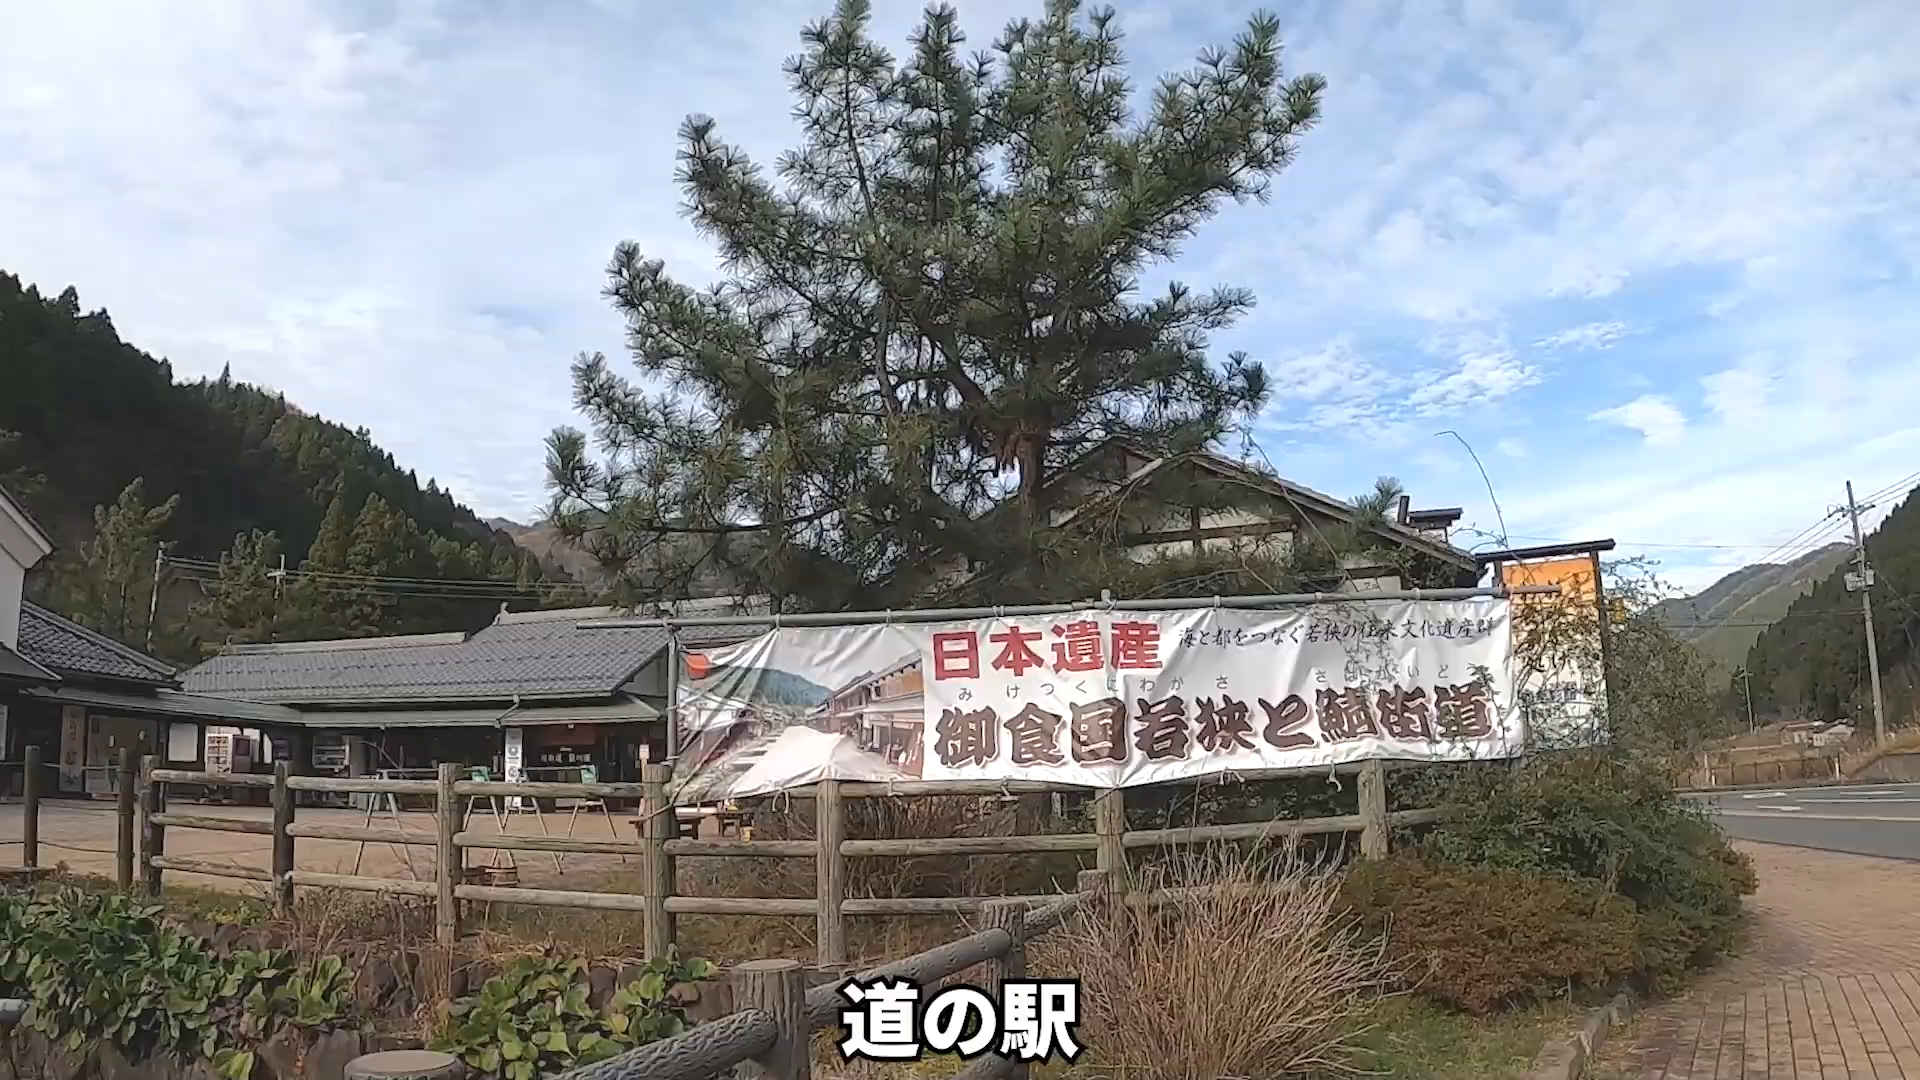 日本遺産
海と都をつなぐ若狭の往来文化遺産群
みけつくにわかさ
さばかいどう
御食国若狭と鯖街道
道の駅